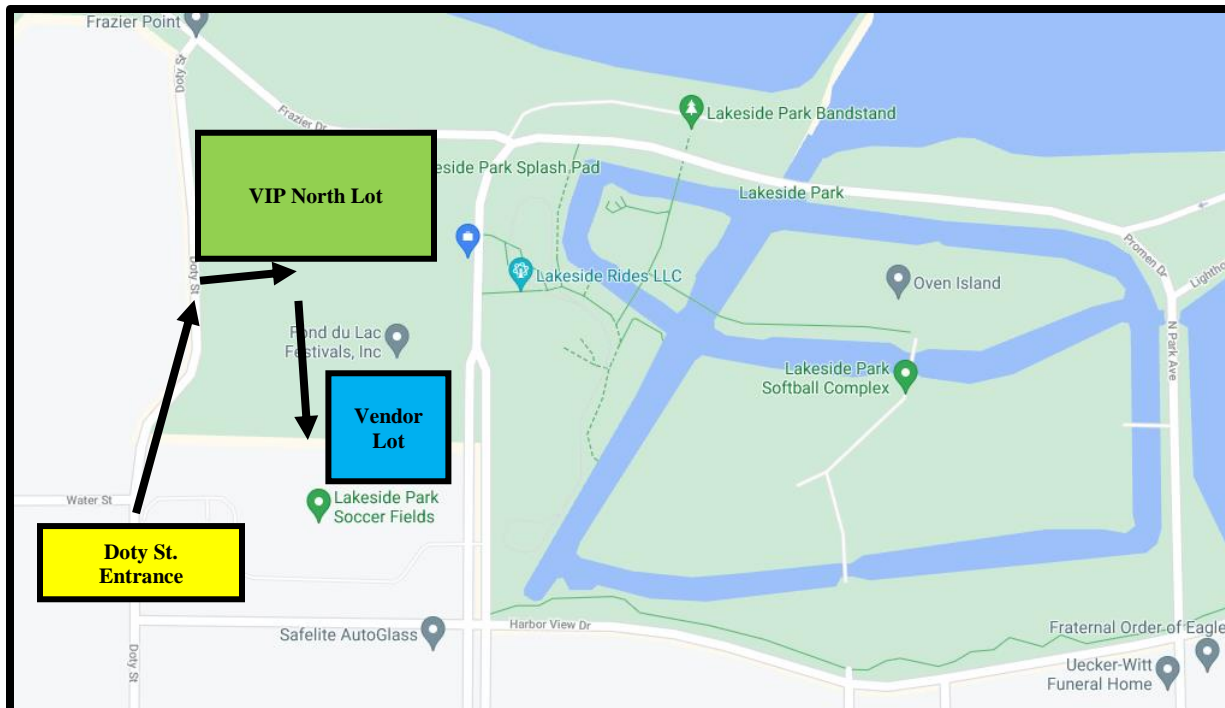 Frazier Point
Doty St
Frazier Dr
Lakeside Park Bandstand
VIP North Lot
eside Park Splash Pad
Lakeside Park
Promen Dr
Doty St
Lakeside Rides LLC
Oven Island
Lightho
N Park Ave
Fond du Lac
Festivals, Inc
Lakeside Park
Softball Complex
Vendor
Lot
Water St
Lakeside Park
Soccer Fields
Doty St.
Entrance
Safelite AutoGlass
Harbor View Dr
Fraternal Order of Eagle
Doty St
Uecker-Witt
Funeral Home